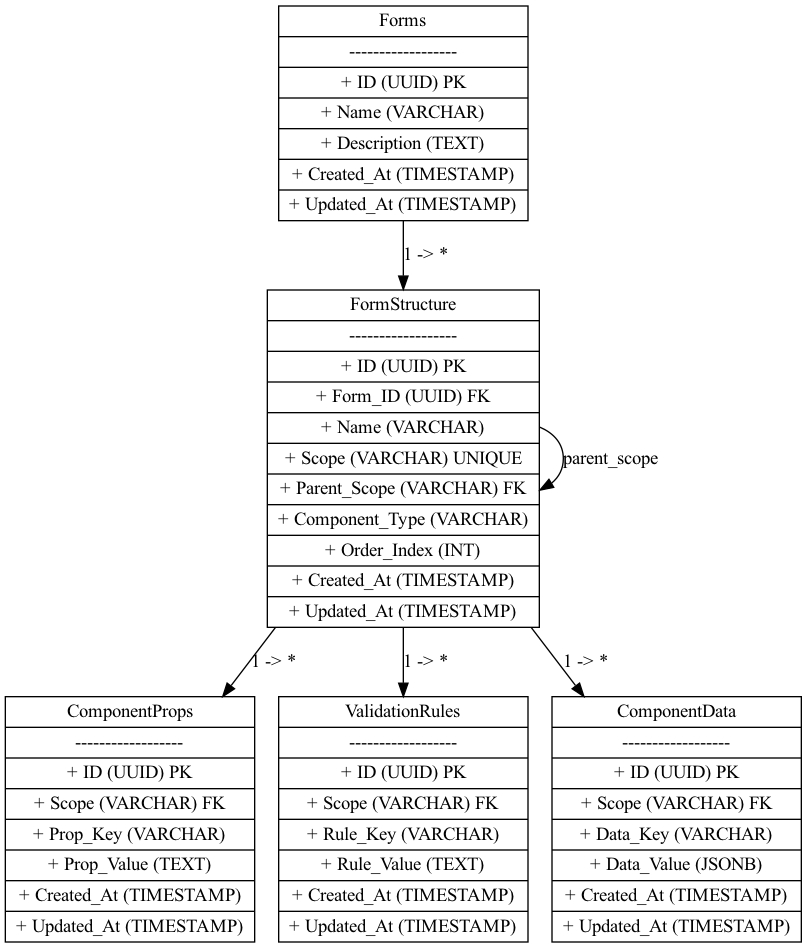 Forms
------------------
+ ID (UUID) PK
+ Name (VARCHAR)
+ Description (TEXT)
+ Created_At (TIMESTAMP)
+ Updated_At (TIMESTAMP)
1 -> *
FormStructure
------------------
+ ID (UUID) PK
+ Form_ID (UUID) FK
+ Name (VARCHAR)
+ Scope (VARCHAR) UNIQUE
+ Parent_Scope (VARCHAR) FK
+ Component_Type (VARCHAR)
+ Order_Index (INT)
+ Created_At (TIMESTAMP)
+ Updated_At (TIMESTAMP)
parent_scope
1 -> *
1 -> *
1 -> *
ComponentProps
------------------
+ ID (UUID) PK
+ Scope (VARCHAR) FK
+ Prop_Key (VARCHAR)
+ Prop_Value (TEXT)
+ Created_At (TIMESTAMP)
+ Updated_At (TIMESTAMP)
ValidationRules
------------------
+ ID (UUID) PK
+ Scope (VARCHAR) FK
+ Rule_Key (VARCHAR)
+ Rule_Value (TEXT)
+ Created_At (TIMESTAMP)
+ Updated_At (TIMESTAMP)
ComponentData
------------------
+ ID (UUID) PK
+ Scope (VARCHAR) FK
+ Data_Key (VARCHAR)
+ Data_Value (JSONB)
+ Created_At (TIMESTAMP)
+ Updated_At (TIMESTAMP)